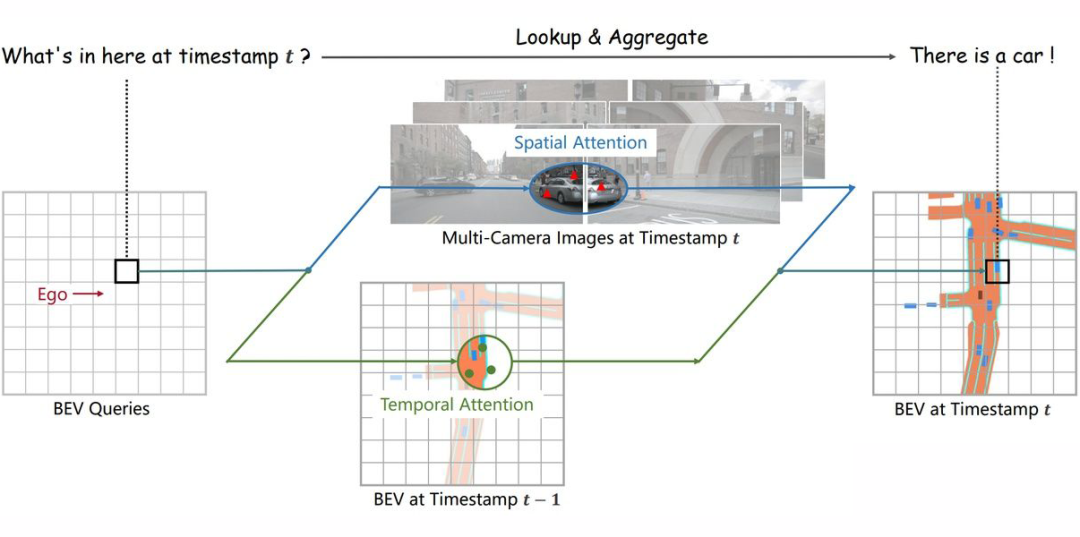 Lookup & Aggregate
What's in here at timestamp t ?
There is a car !
Spatial Attention
Multi-Camera Images at Timestamp t
Ego
BEV Queries
Temporal Attention
BEV at Timestamp t
BEV at Timestamp t − 1